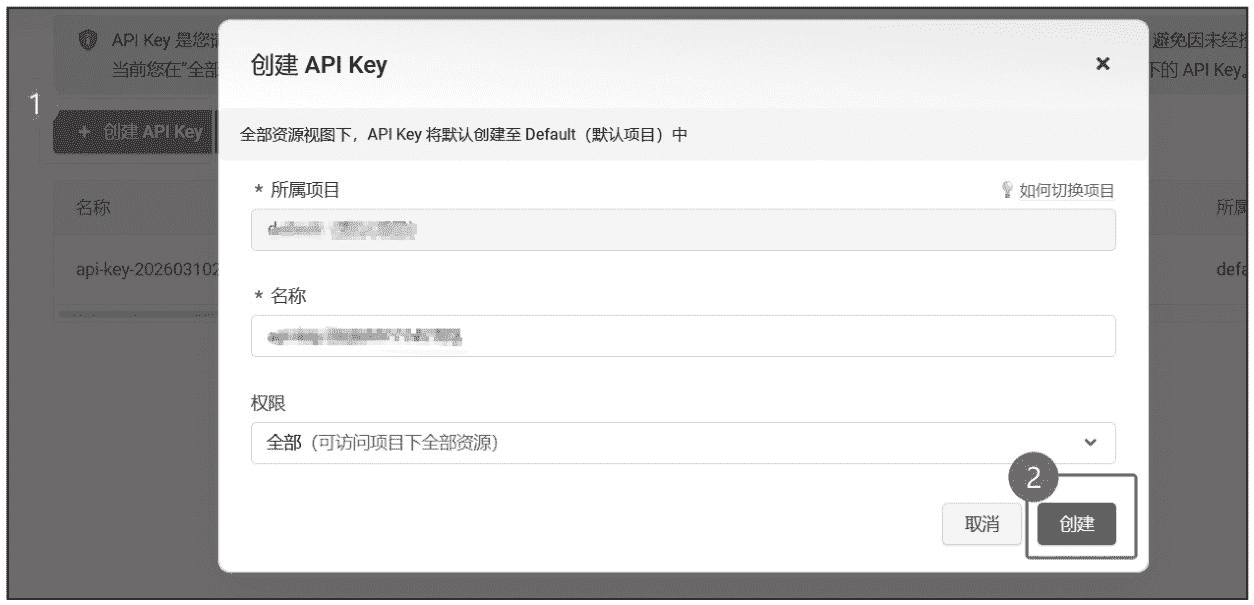 API Key 是您请
避免因未经授
创建 API Key
当前您在"全部
下的 API Key。
1
+ 创建 API Key
全部资源视图下，API Key 将默认创建至 Default（默认项目）中
* 所属项目
如何切换项目
名称
所属
api-key-202603102
defa
* 名称
权限
全部（可访问项目下全部资源）
2
取消
创建